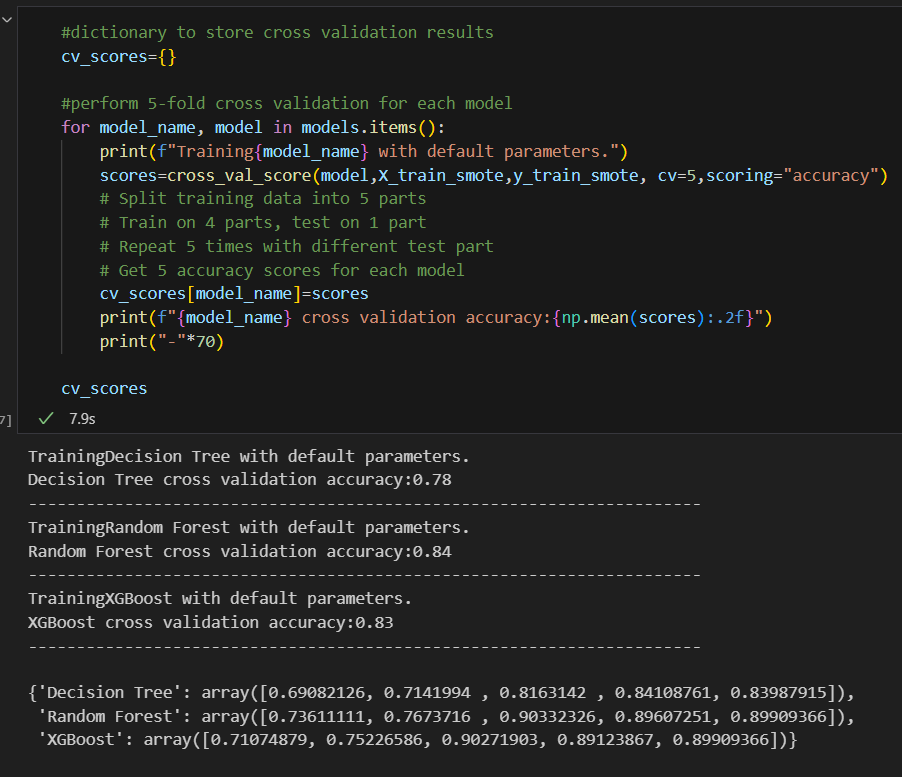 #dictionary to store cross validation results
cv_scores={}
#perform 5-fold cross validation for each model
for model_name, model in models.items():
print(f"Training{model_name} with default parameters.")
scores=cross_val_score(model,X_train_smote,y_train_smote, cv=5,scoring="accuracy")
# Split training data into 5 parts
# Train on 4 parts, test on 1 part
# Repeat 5 times with different test part
# Get 5 accuracy scores for each model
cv_scores[model_name]=scores
print(f"{model_name} cross validation accuracy:{np.mean(scores):.2f}")
print("-"*70)
cv_scores
7] 7.9s
TrainingDecision Tree with default parameters.
Decision Tree cross validation accuracy:0.78
----------------------------------------------------------------------
TrainingRandom Forest with default parameters.
Random Forest cross validation accuracy:0.84
----------------------------------------------------------------------
TrainingXGBoost with default parameters.
XGBoost cross validation accuracy:0.83
----------------------------------------------------------------------
{'Decision Tree': array([0.69082126, 0.7141994 , 0.8163142 , 0.84108761, 0.83987915]),
'Random Forest': array([0.73611111, 0.7673716 , 0.90332326, 0.89607251, 0.89909366]),
'XGBoost': array([0.71074879, 0.75226586, 0.90271903, 0.89123867, 0.89909366])}